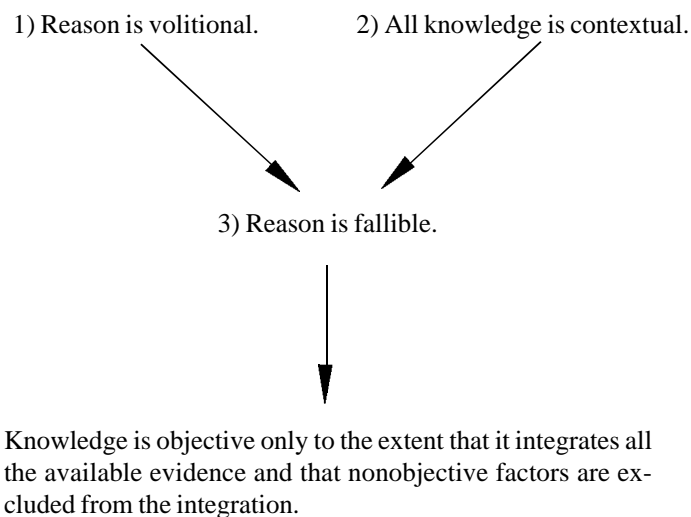 1) Reason is volitional.
2) All knowledge is contextual.
3) Reason is fallible.
Knowledge is objective only to the extent that it integrates all
the available evidence and that nonobjective factors are ex-
cluded from the integration.